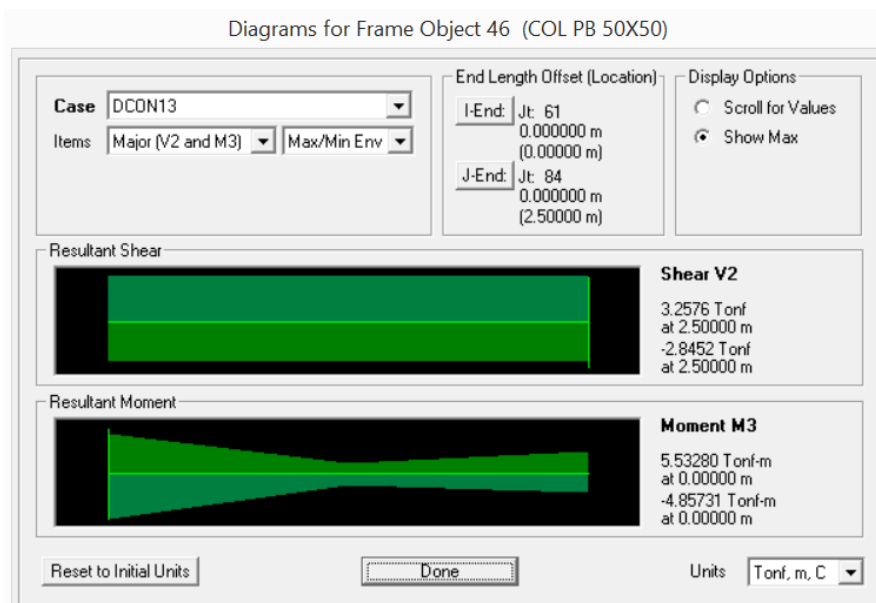 Diagrams for Frame Object 46 (COL PB 50X50)
Case DCON13
Items Major (V2 and M3) Max/Min Env
End Length Offset (Location)
I-End: Jt: 61
0.000000 m
(0.00000 m)
J-End: Jt: 84
0.000000 m
(2.50000 m)
Display Options
Scroll for Values
Show Max
Resultant Shear
Shear V2
3.2576 Tonf
at 2.50000 m
-2.8452 Tonf
at 2.50000 m
Resultant Moment
Moment M3
5.53280 Tonf-m
at 0.00000 m
-4.85731 Tonf-m
at 0.00000 m
Reset to Initial Units
Done
Units Tonf, m, C